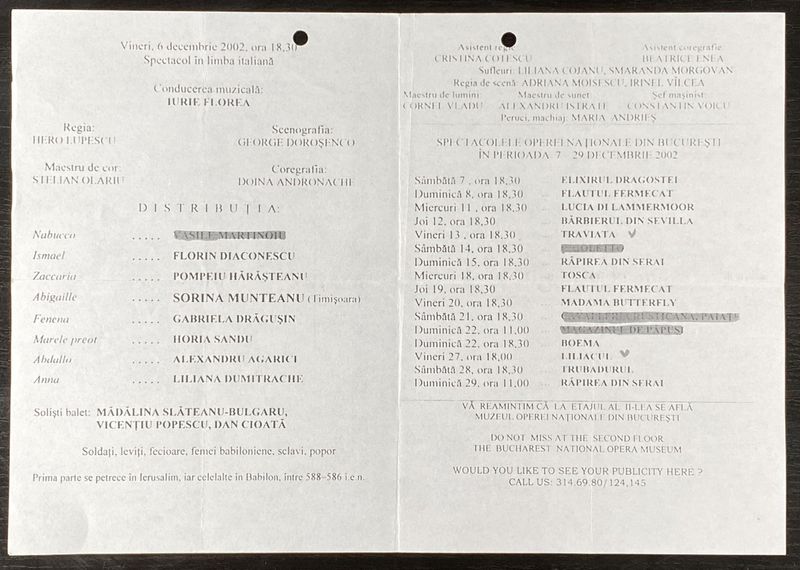 Vineri, 6 decembrie 2002, ora 18,30
Spectacol în limba italiană
Conducerea muzicală:
IURIE FLOREA
Regia:
HERO LUPESCU
Scenografia:
GEORGE DOROȘENCO
Maestru de cor:
STELIAN OLARIU
Coregrafia:
DOINA ANDRONACHE
DISTRIBUȚIA:
Nabucco ..... VASILE MARTINOIU
Ismael ..... FLORIN DIACONESCU
Zaccaria ..... POMPEIU HĂRĂȘTEANU
Abigaille ..... SORINA MUNTEANU (Timișoara)
Fenena ..... GABRIELA DRĂGUȘIN
Marele preot ..... HORIA SANDU
Abdallo ..... ALEXANDRU AGARICI
Anna ..... LILIANA DUMITRACHE
Soliști balet: MĂDĂLINA SLĂTEANU-BULGARU,
VICENȚIU POPESCU, DAN CIOATĂ
Soldați, leviți, fecioare, femei babiloniene, sclavi, popor
Prima parte se petrece în Ierusalim, iar celelalte în Babilon, între 588–586 î.e.n.
Asistent regie
CRISTINA COTESCU
Asistent coregrafie
BEATRICE ENEA
Sufleuri: LILIANA COJANU, SMARANDA MORGOVAN
Regia de scenă: ADRIANA MOISESCU, IRINEL VÎLCEA
Maestru de lumini:
CORNEL VLADU
Maestru de sunet:
ALEXANDRU ISTRATE
Șef mașinist:
CONSTANTIN VOICU
Peruci, machiaj: MARIA ANDRIEȘ
SPECTACOLELE OPEREI NAȚIONALE DIN BUCUREȘTI
ÎN PERIOADA 7 - 29 DECEMBRIE 2002
Sâmbătă 7, ora 18,30 ... ELIXIRUL DRAGOSTEI
Duminică 8, ora 18,30 ... FLAUTUL FERMECAT
Miercuri 11, ora 18,30 ... LUCIA DI LAMMERMOOR
Joi 12, ora 18,30 ... BĂRBIERUL DIN SEVILLA
Vineri 13, ora 18,30 ... TRAVIATA
Sâmbătă 14, ora 18,30 ... RIGOLETTO
Duminică 15, ora 18,30 ... RĂPIREA DIN SERAI
Miercuri 18, ora 18,30 ... TOSCA
Joi 19, ora 18,30 ... FLAUTUL FERMECAT
Vineri 20, ora 18,30 ... MADAMA BUTTERFLY
Sâmbătă 21, ora 18,30 ... CAVALLERIA RUSTICANA, PAIAȚE
Duminică 22, ora 11,00 ... MAGAZINUL DE PĂPUȘI
Duminică 22, ora 18,30 ... BOEMA
Vineri 27, ora 18,00 ... LILIACUL
Sâmbătă 28, ora 18,30 ... TRUBADURUL
Duminică 29, ora 11,00 ... RĂPIREA DIN SERAI
VĂ REAMINTIM CĂ LA ETAJUL AL II-LEA SE AFLĂ
MUZEUL OPEREI NAȚIONALE DIN BUCUREȘTI
DO NOT MISS AT THE SECOND FLOOR
THE BUCHAREST NATIONAL OPERA MUSEUM
WOULD YOU LIKE TO SEE YOUR PUBLICITY HERE ?
CALL US: 314.69.80/124,145